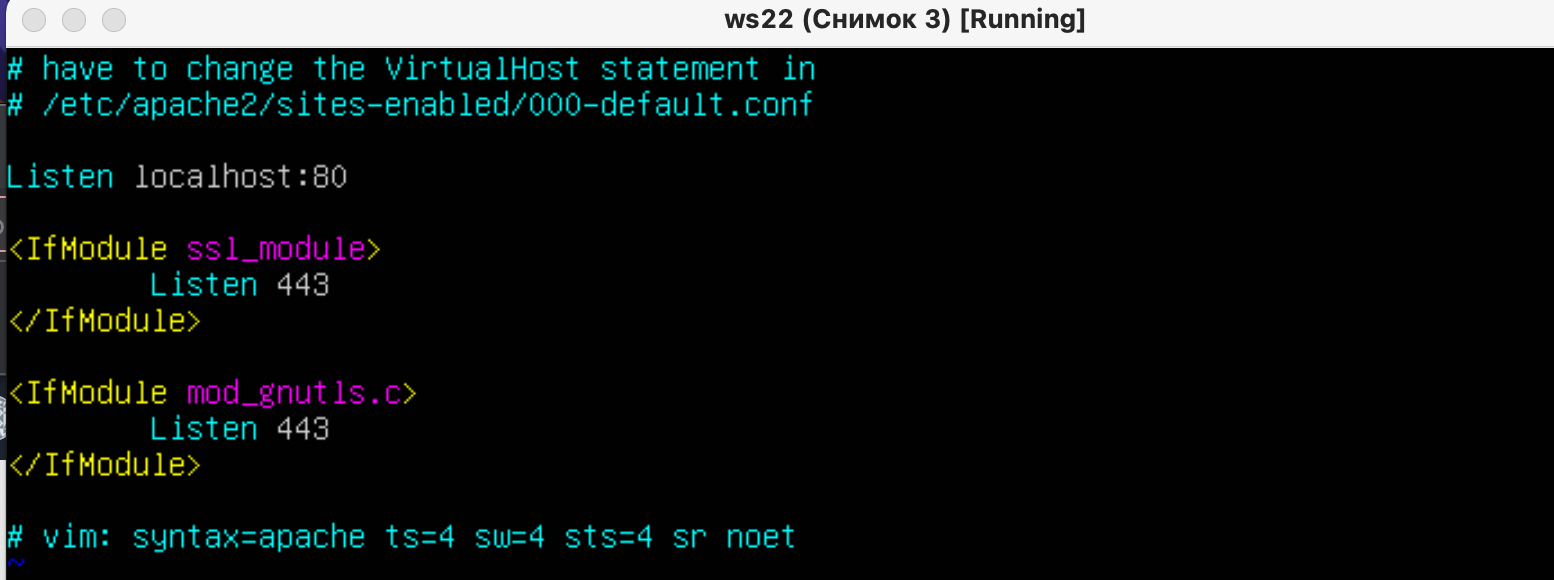 ws22 (Снимок 3) [Running]
# have to change the VirtualHost statement in
# /etc/apache2/sites-enabled/000-default.conf
Listen localhost:80
<IfModule ssl_module>
Listen 443
</IfModule>
<IfModule mod_gnutls.c>
Listen 443
</IfModule>
# vim: syntax=apache ts=4 sw=4 sts=4 sr noet
~